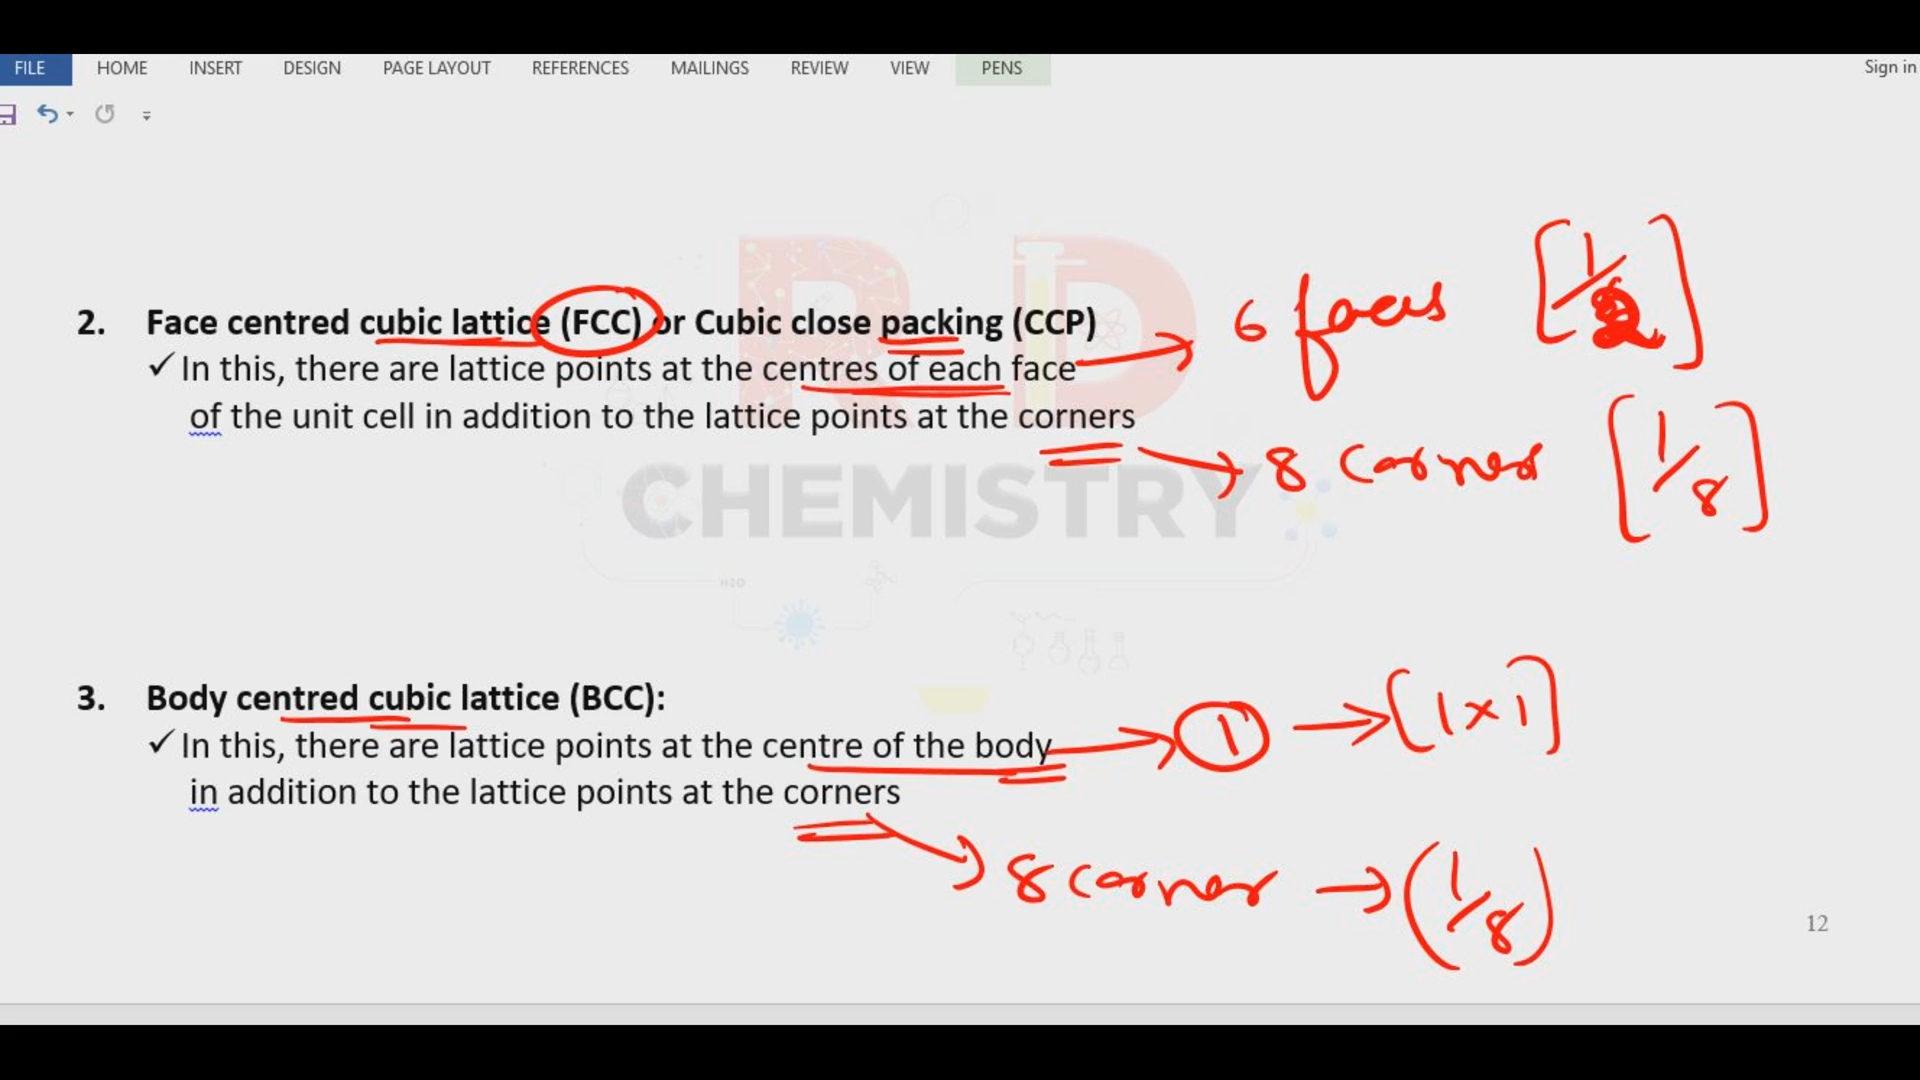 FILE HOME INSERT DESIGN PAGE LAYOUT REFERENCES MAILINGS REVIEW VIEW PENS Sign in
2. Face centred cubic lattice (FCC) or Cubic close packing (CCP)
✓ In this, there are lattice points at the centres of each face
of the unit cell in addition to the lattice points at the corners
→ 6 faces [1/2]
→ 8 corner [1/8]
RD
CHEMISTRY
H2O
3. Body centred cubic lattice (BCC):
✓ In this, there are lattice points at the centre of the body
in addition to the lattice points at the corners
→ 1 → [1 × 1]
→ 8 corner → (1/8)
12